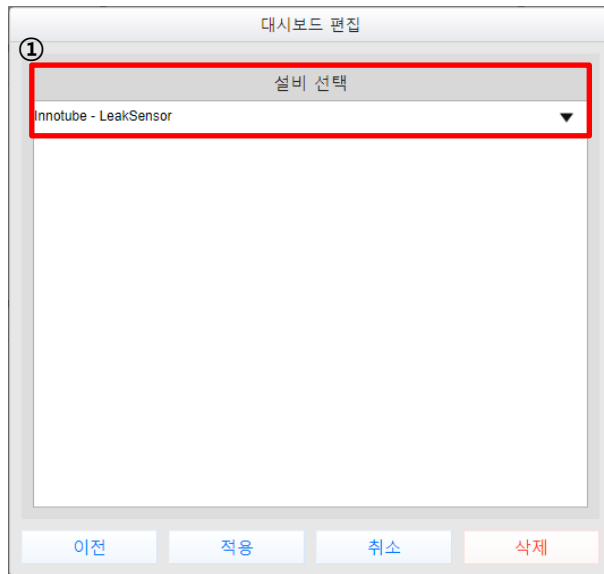 대시보드 편집
①
설비 선택
Innotube - LeakSensor
이전 적용 취소 삭제